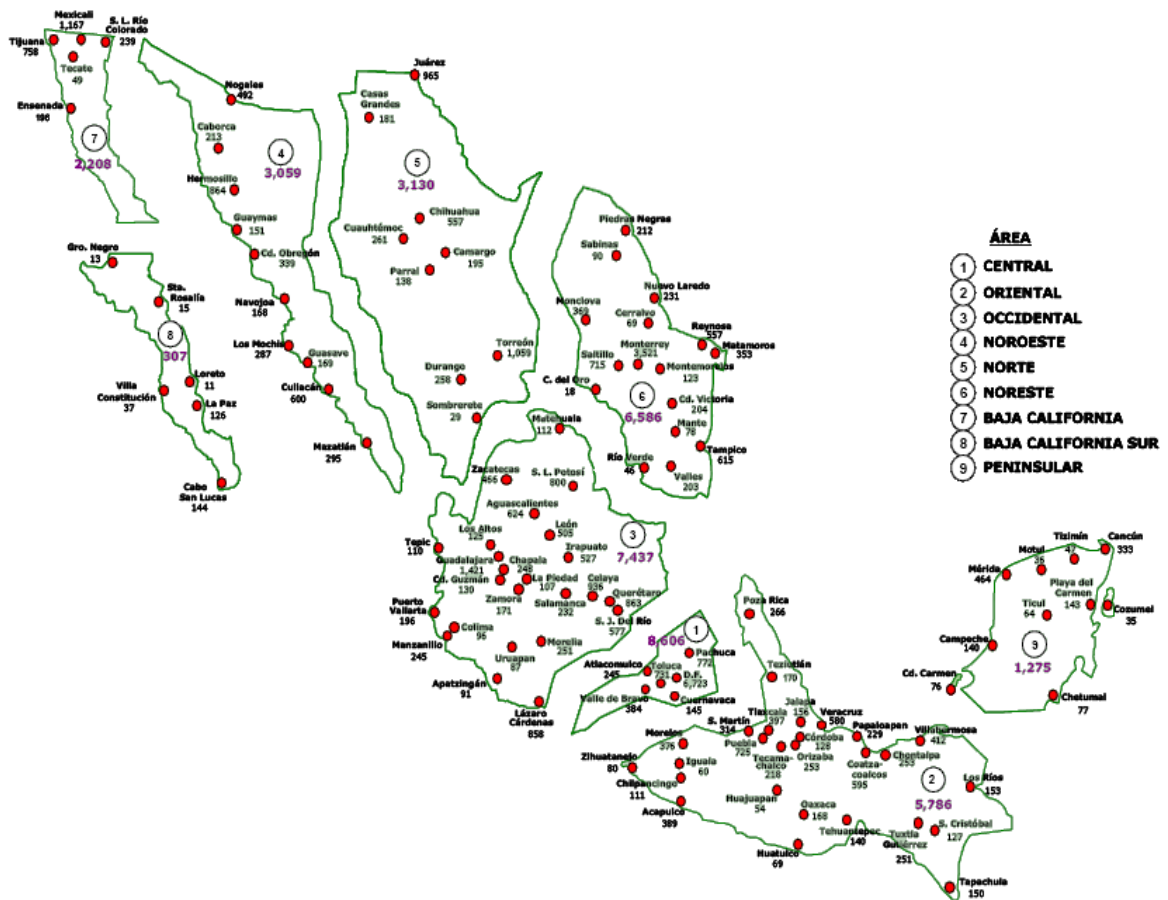 Mexicali
1,167
S. L. Río
Colorado
239
Tijuana
758
Tecate
49
Ensenada
196
7
2,208
Nogales
492
Caborca
213
4
3,059
Hermosillo
864
Guaymas
151
Cd. Obregón
339
Navojoa
168
Los Mochis
287
Guasave
169
Culiacán
600
Mazatlán
295
Juárez
965
Casas
Grandes
181
5
3,130
Chihuahua
557
Cuauhtémoc
261
Camargo
195
Parral
138
Torreón
1,059
Durango
258
Sombrerete
29
Gro. Negro
13
Sta.
Rosalía
15
8
307
Loreto
11
Villa
Constitución
37
La Paz
126
Cabo
San Lucas
144
Piedras Negras
212
Sabinas
90
Nuevo Laredo
231
Monclova
369
Cerralvo
69
Reynosa
557
Matamoros
353
Monterrey
3,521
Saltillo
715
Montemorelos
123
C. del Oro
18
6
6,586
Cd. Victoria
204
Mante
78
Tampico
615
Río Verde
46
Valles
203
ÁREA
1 CENTRAL
2 ORIENTAL
3 OCCIDENTAL
4 NOROESTE
5 NORTE
6 NORESTE
7 BAJA CALIFORNIA
8 BAJA CALIFORNIA SUR
9 PENINSULAR
Matehuala
112
Zacatecas
466
S. L. Potosí
800
Aguascalientes
624
León
505
3
7,437
Los Altos
125
Tepic
110
Irapuato
527
Guadalajara
1,421
Chapala
248
Cd. Guzmán
130
La Piedad
107
Celaya
936
Querétaro
863
Zamora
171
Salamanca
232
S. J. Del Río
577
Puerto
Vallarta
196
Colima
96
Manzanillo
245
Morelia
251
Uruapan
87
Apatzingán
91
Lázaro
Cárdenas
858
1
8,606
Pachuca
772
Atlacomulco
245
Toluca
731
D.F.
6,723
Valle de Bravo
384
Cuernavaca
145
Poza Rica
266
Teziutlán
170
Jalapa
156
Veracruz
580
Tlaxcala
397
S. Martín
314
Papaloapan
229
Villahermosa
412
Morelos
376
Puebla
725
Córdoba
128
Tecama-
chalco
218
Orizaba
253
Coatza-
coalcos
595
Chontalpa
253
Zihuatanejo
80
Iguala
60
Chilpancingo
111
Huajuapan
54
Acapulco
389
2
5,786
Los Ríos
153
Oaxaca
168
Tehuantepec
140
Tuxtla
Gutiérrez
251
S. Cristóbal
127
Huatulco
69
Tapachula
150
Tizimín
47
Cancún
333
Motul
36
Mérida
464
Playa del
Carmen
143
Ticul
64
Cozumel
35
Campeche
140
9
1,275
Cd. Carmen
76
Chetumal
77